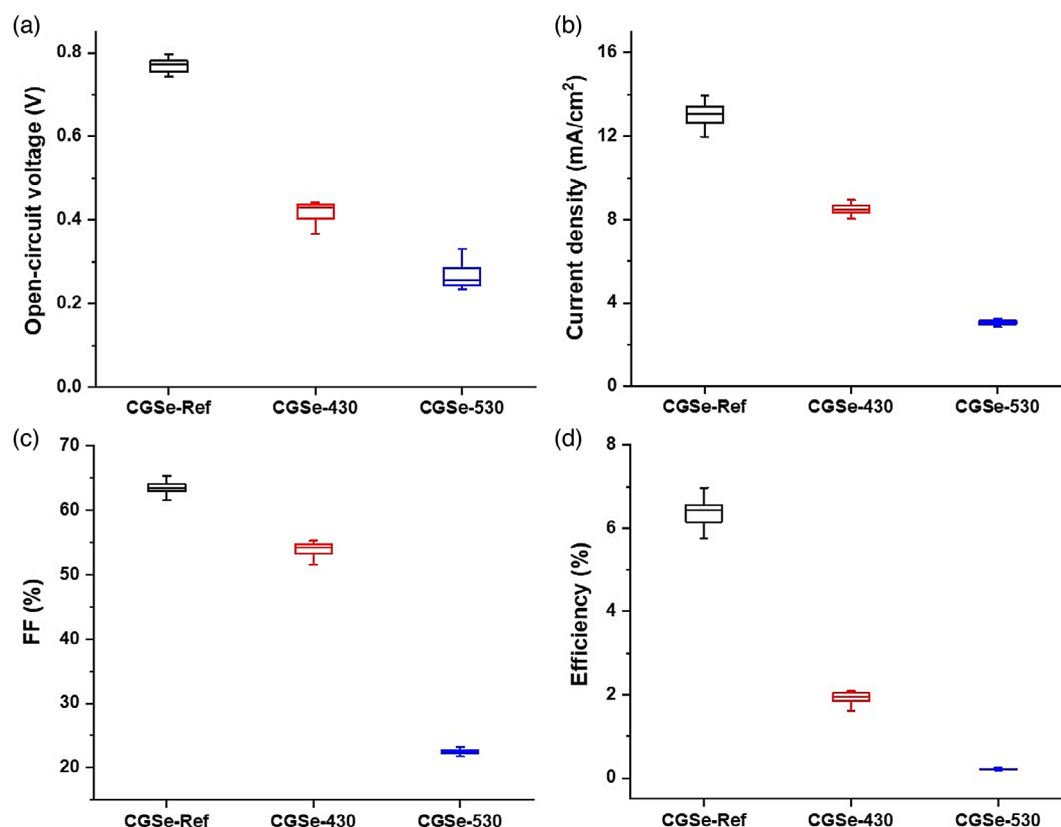 (a)
Open-circuit voltage (V)
0.8
0.6
0.4
0.2
0.0
CGSe-Ref CGSe-430 CGSe-530
(b)
Current density (mA/cm²)
16
12
8
4
0
CGSe-Ref CGSe-430 CGSe-530
(c)
FF (%)
70
60
50
40
30
20
CGSe-Ref CGSe-430 CGSe-530
(d)
Efficiency (%)
8
6
4
2
0
CGSe-Ref CGSe-430 CGSe-530